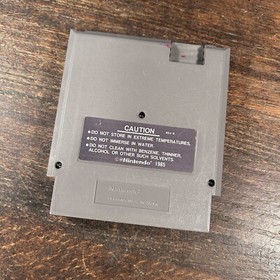 CAUTION
●DO NOT STORE IN EXTREME TEMPERATURES.
●DO NOT IMMERSE IN WATER.
●DO NOT CLEAN WITH BENZENE, THINNER,
ALCOHOL OR OTHER SUCH SOLVENTS.
©Nintendo 1985